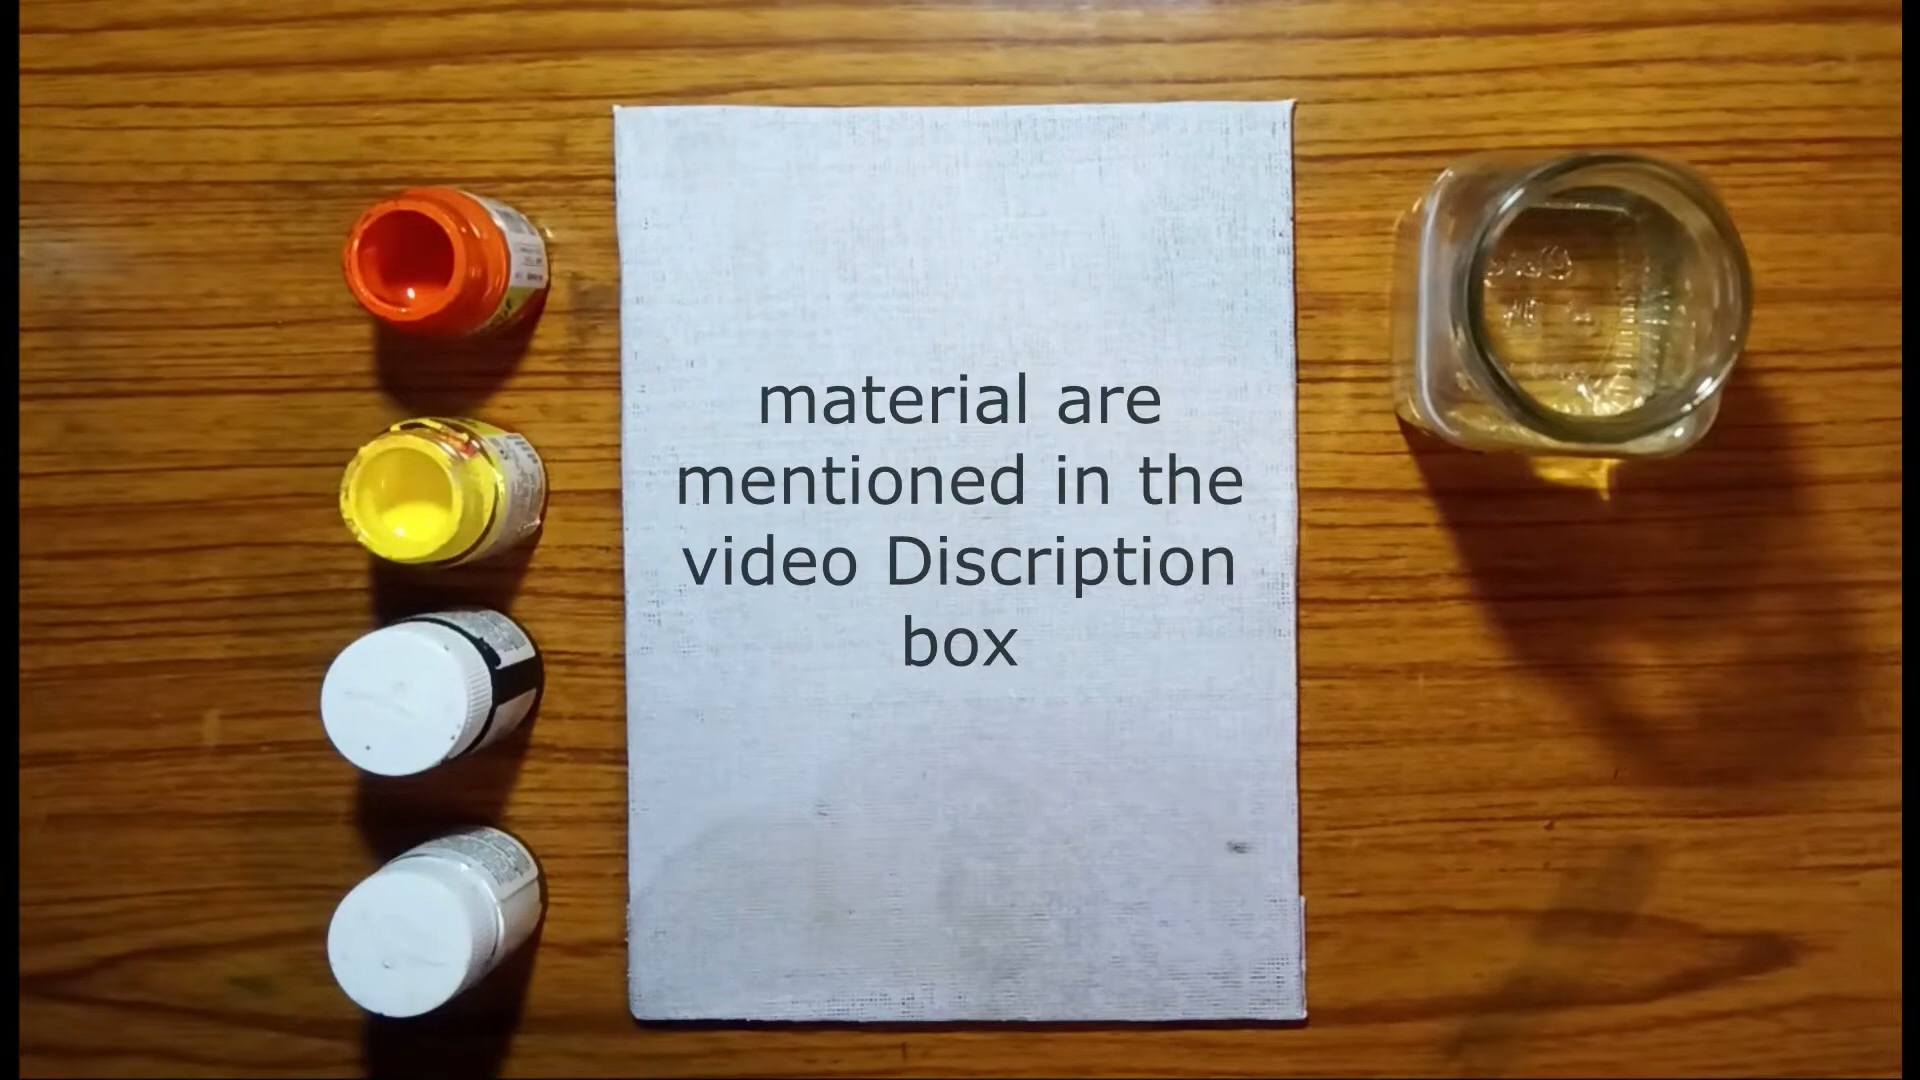 material are
mentioned in the
video Discription
box